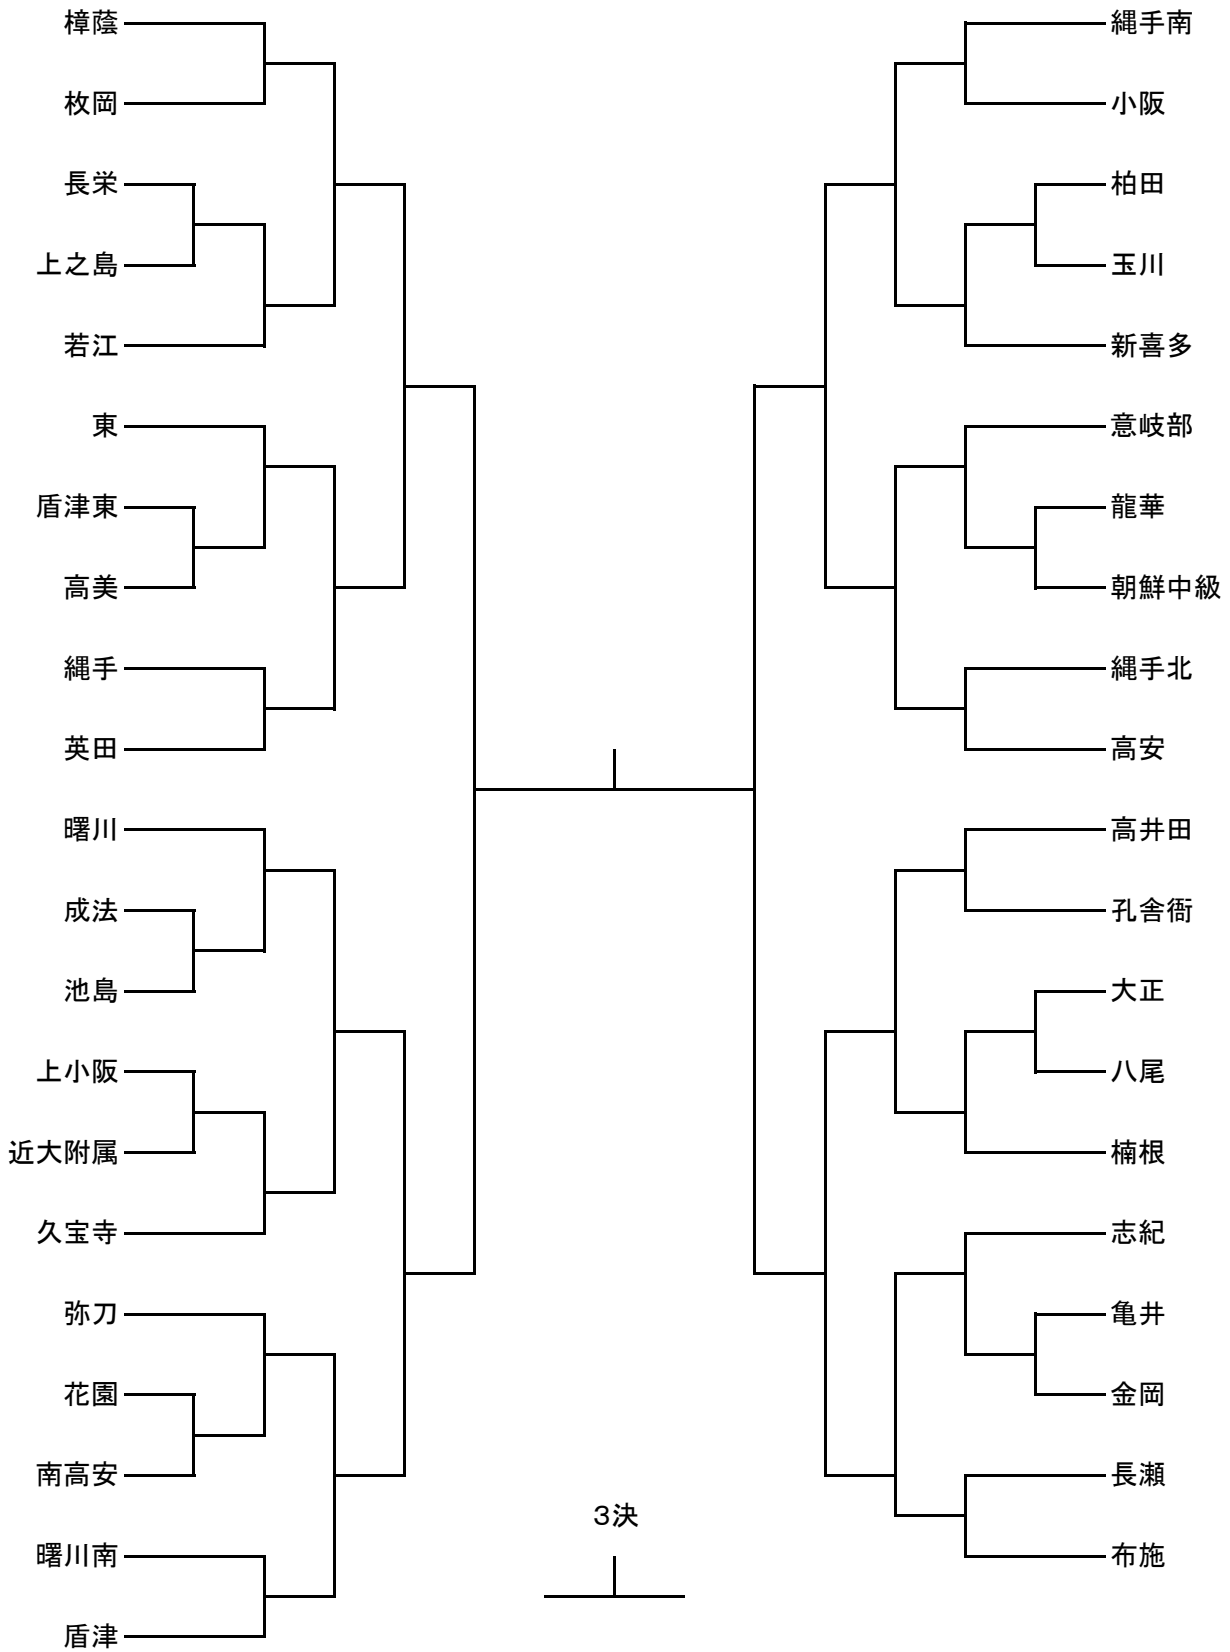 樟蔭
枚岡
長栄
上之島
若江
東
盾津東
高美
縄手
英田
曙川
成法
池島
上小阪
近大附属
久宝寺
弥刀
花園
南高安
曙川南
盾津
縄手南
小阪
柏田
玉川
新喜多
意岐部
龍華
朝鮮中級
縄手北
高安
高井田
孔舎衙
大正
八尾
楠根
志紀
亀井
金岡
長瀬
布施
3決